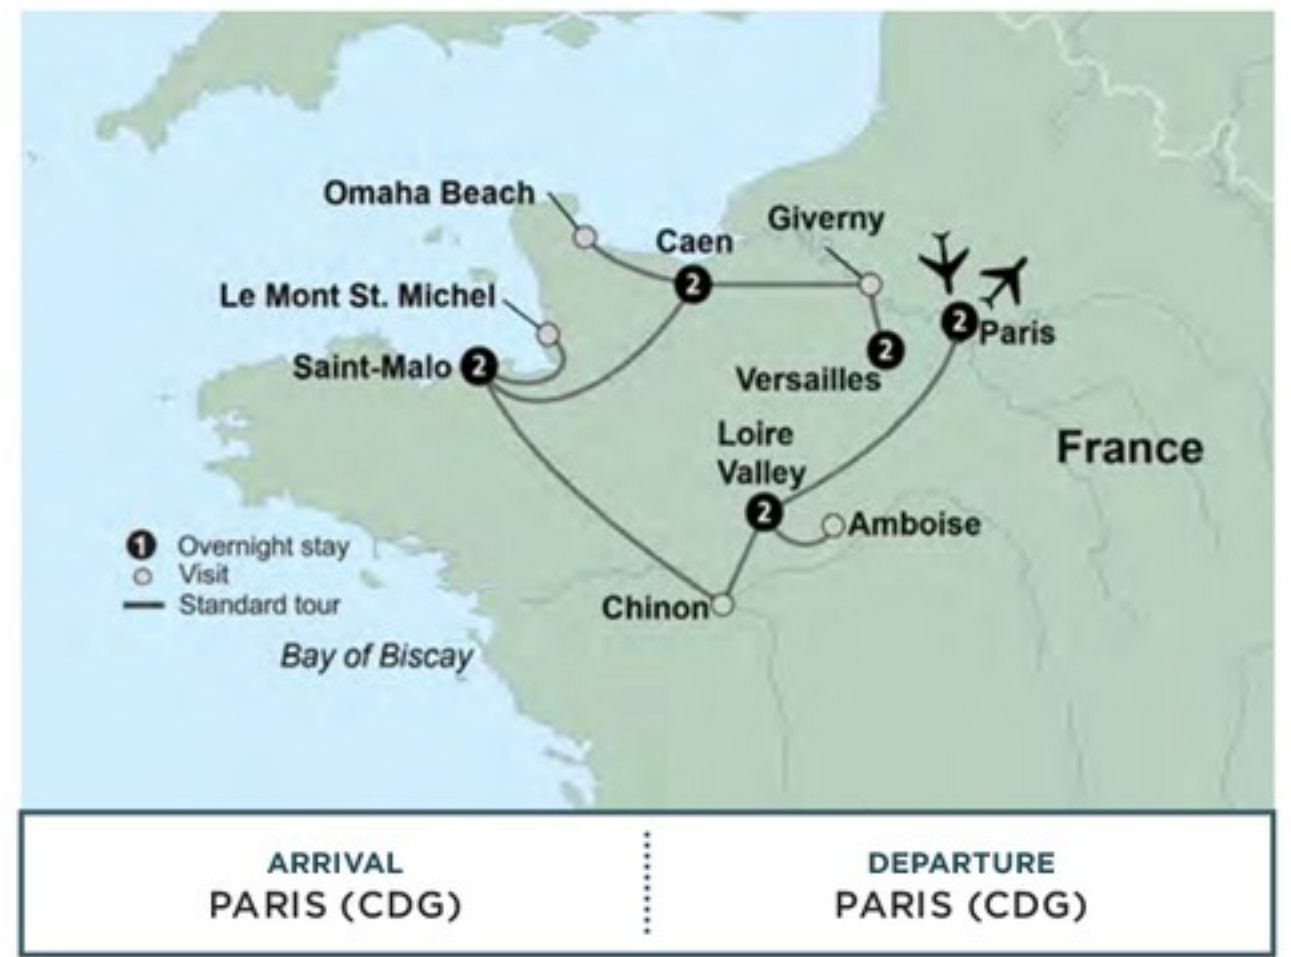 Omaha Beach
Giverny
Caen
2
Le Mont St. Michel
2
Paris
Saint-Malo
2
2
Versailles
Loire
Valley
France
2
Amboise
1 Overnight stay
Visit
Standard tour
Chinon
Bay of Biscay
ARRIVAL
PARIS (CDG)
DEPARTURE
PARIS (CDG)